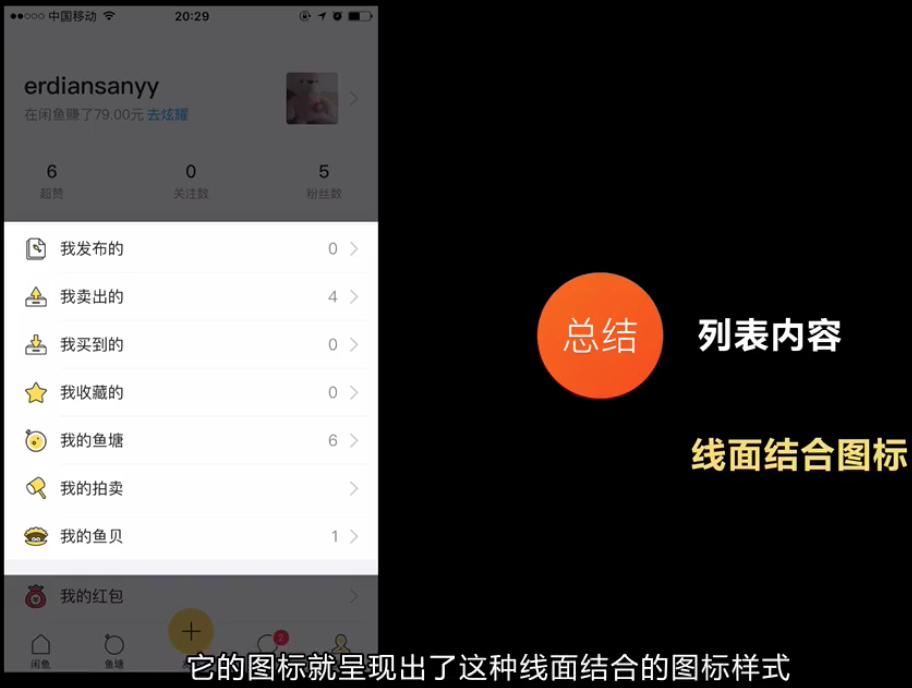 中国移动
20:29
erdiansanyy
在闲鱼赚了79.00元 去炫耀
6 0 5
超赞 关注数 粉丝数
我发布的 0
我卖出的 4
我买到的 0
我收藏的 0
我的鱼塘 6
我的拍卖
我的鱼贝 1
我的红包
闲鱼 鱼塘
2
总结
列表内容
线面结合图标
它的图标就呈现出了这种线面结合的图标样式